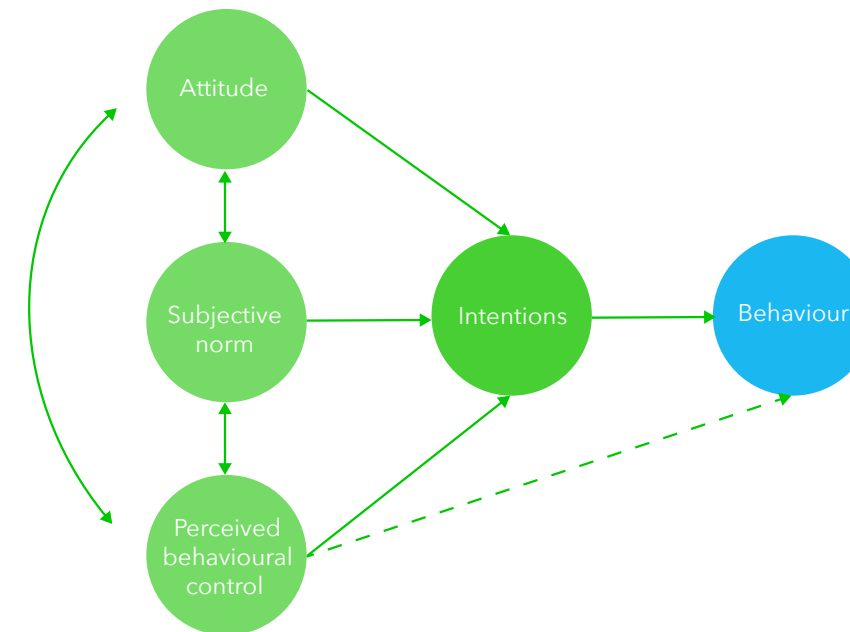 Attitude
Subjective
norm
Intentions
Behaviour
Perceived
behavioural
control